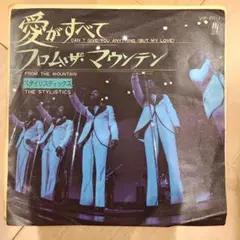 愛がすべて
CAN'T GIVE YOU ANYTHING (BUT MY LOVE)
フロム・ザ・マウンテン
FROM THE MOUNTAIN
スタイリスティックス
THE STYLISTICS